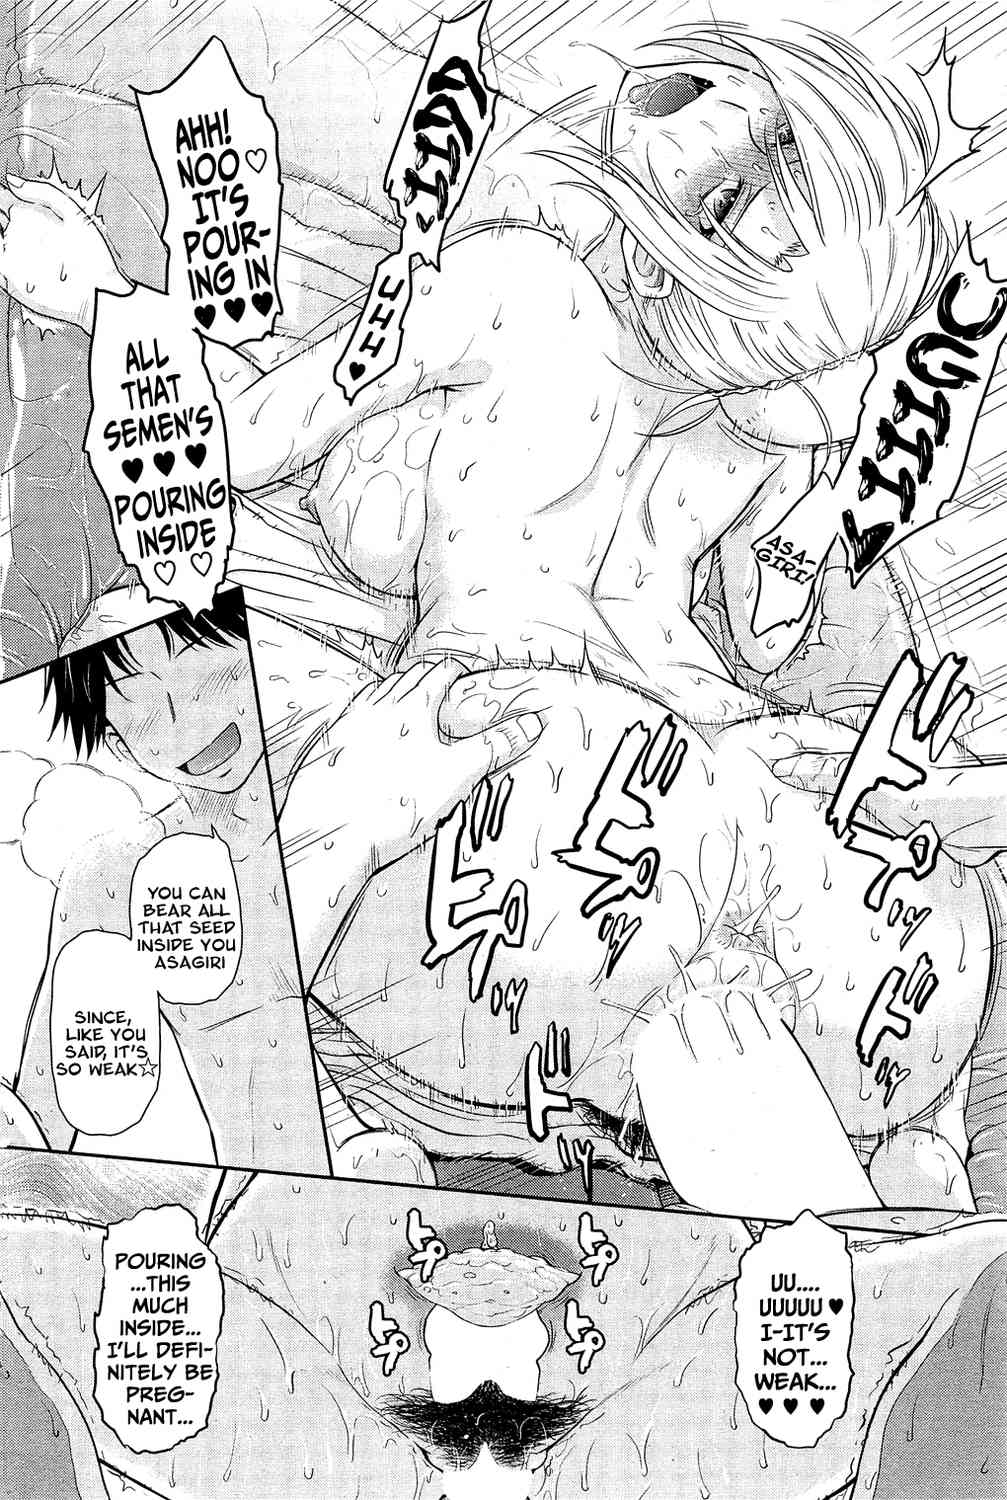 AHH!
NOO♡
IT'S
POUR-
ING IN
♥♥♥
ALL
THAT
SEMEN'S
♥♥♥
POURING
INSIDE
♡♡
UHH
♥
ASA-
GIRI!
YOU CAN
BEAR ALL
THAT SEED
INSIDE YOU
ASAGIRI
SINCE,
LIKE YOU
SAID, IT'S
SO WEAK☆
UU....
UUUUU♥
I-IT'S
NOT...
WEAK...
♥♥♥
POURING
...THIS
MUCH
INSIDE...
I'LL DEFI-
NITELY BE
PREG-
NANT...